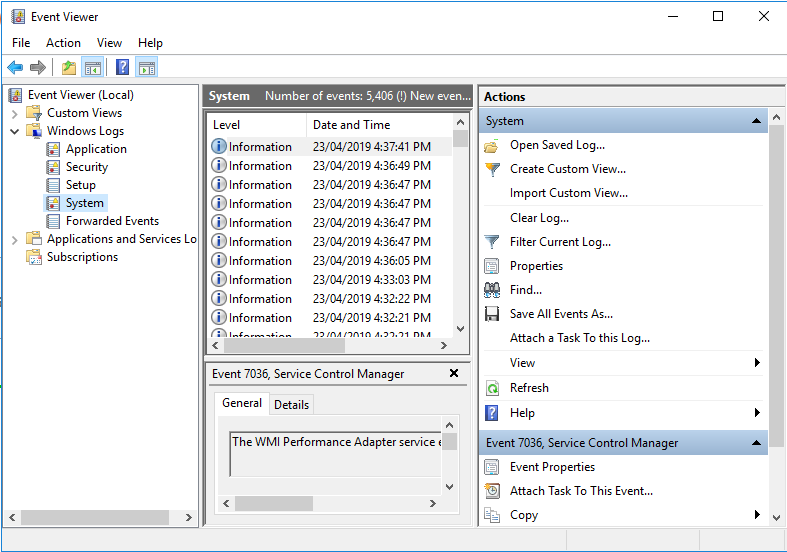 Event Viewer
File Action View Help
Event Viewer (Local)
Custom Views
Windows Logs
Application
Security
Setup
System
Forwarded Events
Applications and Services Lo
Subscriptions
System Number of events: 5,406 (!) New even...
Level Date and Time
Information 23/04/2019 4:37:41 PM
Information 23/04/2019 4:36:49 PM
Information 23/04/2019 4:36:47 PM
Information 23/04/2019 4:36:47 PM
Information 23/04/2019 4:36:47 PM
Information 23/04/2019 4:36:47 PM
Information 23/04/2019 4:36:05 PM
Information 23/04/2019 4:33:03 PM
Information 23/04/2019 4:32:22 PM
Information 23/04/2019 4:32:21 PM
Information 23/04/2019 4:32:21 PM
Event 7036, Service Control Manager
General Details
The WMI Performance Adapter service e
Actions
System
Open Saved Log...
Create Custom View...
Import Custom View...
Clear Log...
Filter Current Log...
Properties
Find...
Save All Events As...
Attach a Task To this Log...
View
Refresh
Help
Event 7036, Service Control Manager
Event Properties
Attach Task To This Event...
Copy